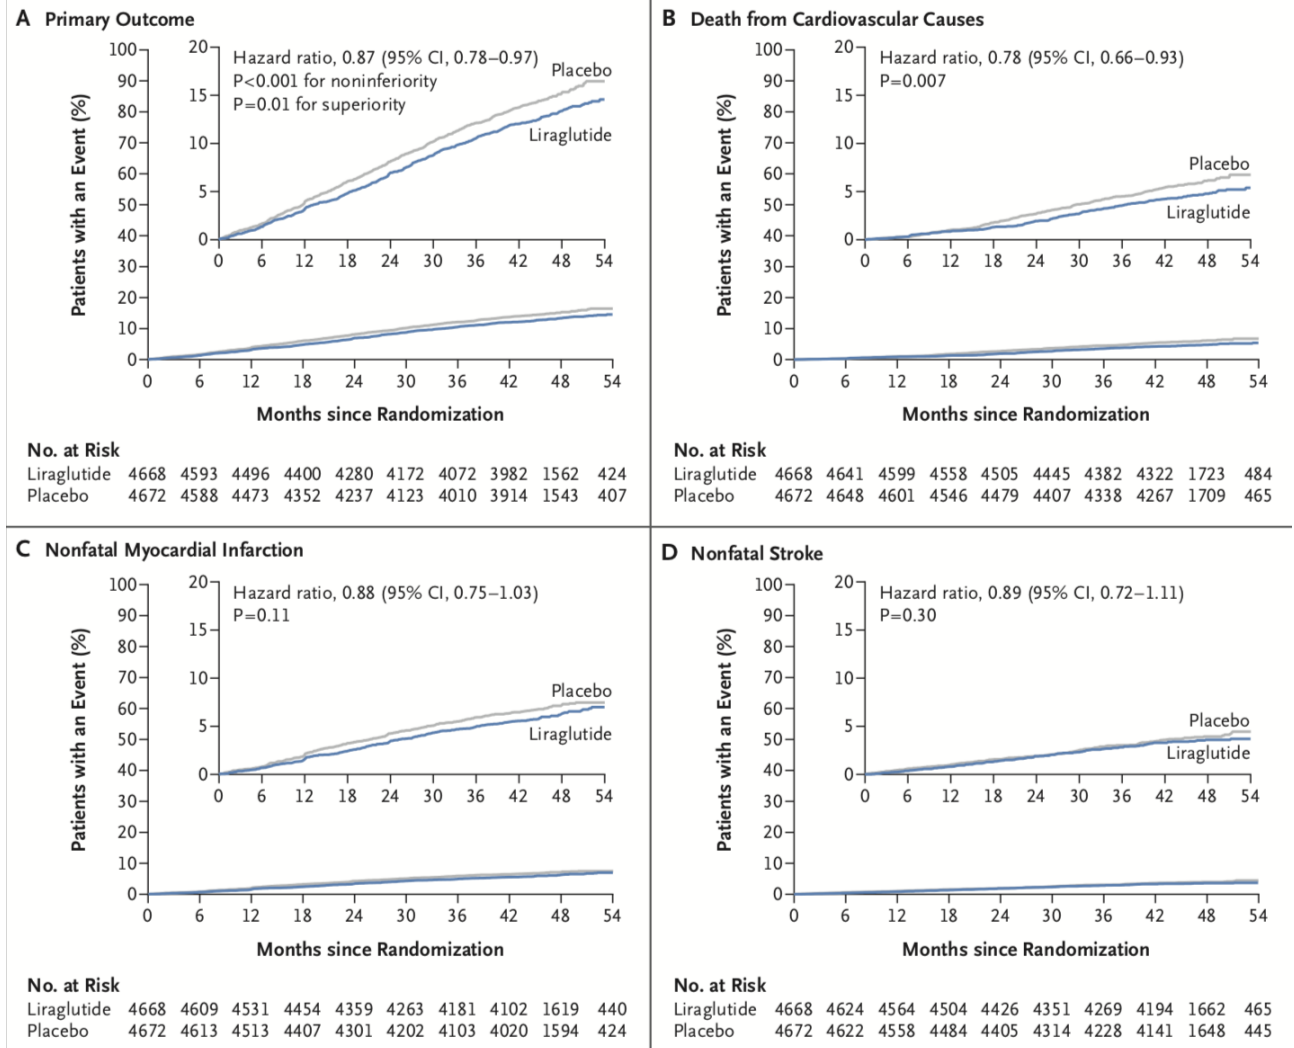 A Primary Outcome
Patients with an Event (%)
100
90
80
70
60
50
40
30
20
10
0
20
15
10
5
0
Hazard ratio, 0.87 (95% CI, 0.78–0.97)
P<0.001 for noninferiority
P=0.01 for superiority
Placebo
Liraglutide
0 6 12 18 24 30 36 42 48 54
0 6 12 18 24 30 36 42 48 54
Months since Randomization
No. at Risk
Liraglutide 4668 4593 4496 4400 4280 4172 4072 3982 1562 424
Placebo 4672 4588 4473 4352 4237 4123 4010 3914 1543 407
B Death from Cardiovascular Causes
Patients with an Event (%)
100
90
80
70
60
50
40
30
20
10
0
20
15
10
5
0
Hazard ratio, 0.78 (95% CI, 0.66–0.93)
P=0.007
Placebo
Liraglutide
0 6 12 18 24 30 36 42 48 54
0 6 12 18 24 30 36 42 48 54
Months since Randomization
No. at Risk
Liraglutide 4668 4641 4599 4558 4505 4445 4382 4322 1723 484
Placebo 4672 4648 4601 4546 4479 4407 4338 4267 1709 465
C Nonfatal Myocardial Infarction
Patients with an Event (%)
100
90
80
70
60
50
40
30
20
10
0
20
15
10
5
0
Hazard ratio, 0.88 (95% CI, 0.75–1.03)
P=0.11
Placebo
Liraglutide
0 6 12 18 24 30 36 42 48 54
0 6 12 18 24 30 36 42 48 54
Months since Randomization
No. at Risk
Liraglutide 4668 4609 4531 4454 4359 4263 4181 4102 1619 440
Placebo 4672 4613 4513 4407 4301 4202 4103 4020 1594 424
D Nonfatal Stroke
Patients with an Event (%)
100
90
80
70
60
50
40
30
20
10
0
20
15
10
5
0
Hazard ratio, 0.89 (95% CI, 0.72–1.11)
P=0.30
Placebo
Liraglutide
0 6 12 18 24 30 36 42 48 54
0 6 12 18 24 30 36 42 48 54
Months since Randomization
No. at Risk
Liraglutide 4668 4624 4564 4504 4426 4351 4269 4194 1662 465
Placebo 4672 4622 4558 4484 4405 4314 4228 4141 1648 445